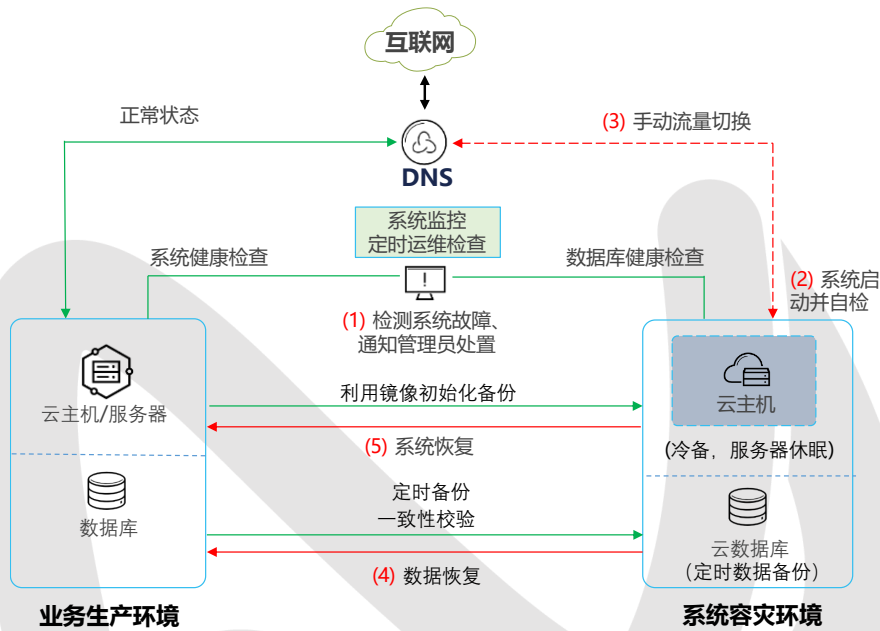 互联网
正常状态
(3) 手动流量切换
DNS
系统监控
定时运维检查
系统健康检查
数据库健康检查
(2) 系统启
动并自检
(1) 检测系统故障、
通知管理员处置
云主机/服务器
利用镜像初始化备份
云主机
(5) 系统恢复
(冷备，服务器休眠)
定时备份
一致性校验
数据库
云数据库
（定时数据备份）
(4) 数据恢复
业务生产环境
系统容灾环境